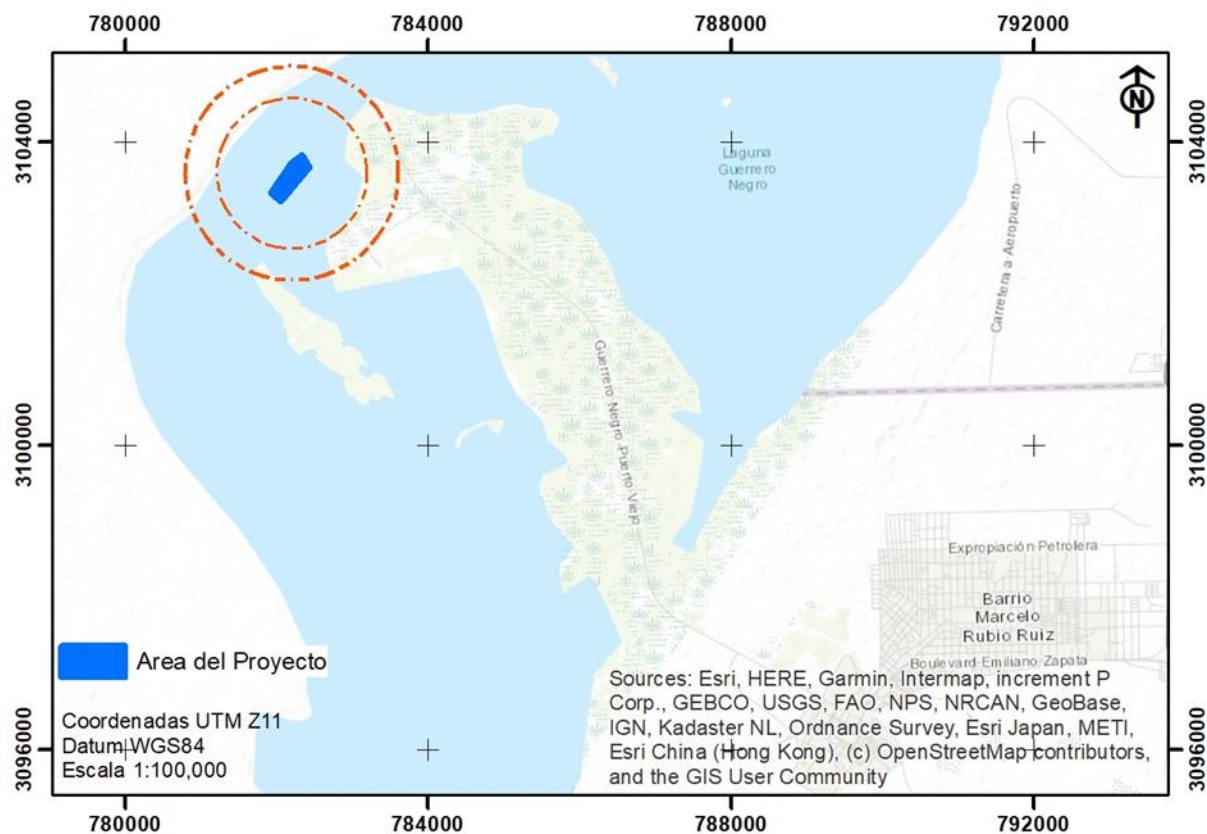 780000 784000 788000 792000
3104000
3104000
N
Laguna
Guerrero
Negro
Carretera a Aeropuerto
Guerrero Negro Puerto Viejo
3100000
3100000
Expropiación Petrolera
Barrio
Marcelo
Rubio Ruiz
Boulevard Emiliano Zapata
Area del Proyecto
Coordenadas UTM Z11
Datum WGS84
Escala 1:100,000
Sources: Esri, HERE, Garmin, Intermap, increment P
Corp., GEBCO, USGS, FAO, NPS, NRCAN, GeoBase,
IGN, Kadaster NL, Ordnance Survey, Esri Japan, METI,
Esri China (Hong Kong), (c) OpenStreetMap contributors,
and the GIS User Community
3096000
3096000
780000 784000 788000 792000